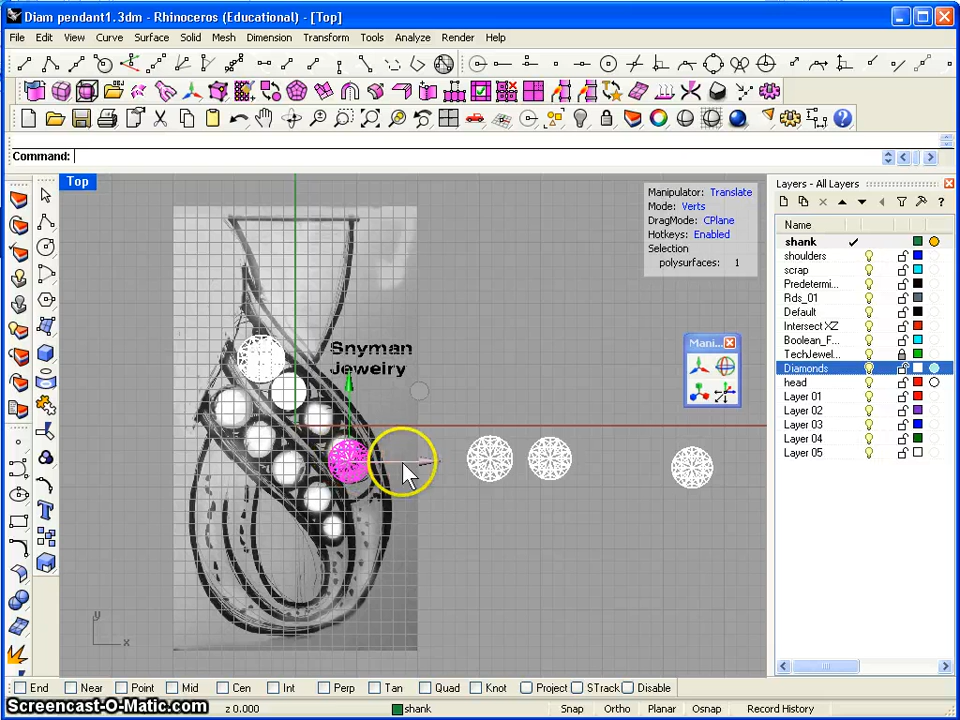 Diam pendant1.3dm - Rhinoceros (Educational) - [Top]
File Edit View Curve Surface Solid Mesh Dimension Transform Tools Analyze Render Help
Command:
Top
Manipulator: Translate
Mode: Verts
DragMode: CPlane
Hotkeys: Enabled
Selection
polysurfaces: 1
Snyman
Jewelry
Mani...
y
x
Layers - All Layers
Name
shank
shoulders
scrap
Predetermi...
Rds_01
Default
Intersect XZ
Boolean_F...
TechJewel...
Diamonds
head
Layer 01
Layer 02
Layer 03
Layer 04
Layer 05
End Near Point Mid Cen Int Perp Tan Quad Knot Project STrack Disable
Screencast-O-Matic.com z 0.000 shank Snap Ortho Planar Osnap Record History